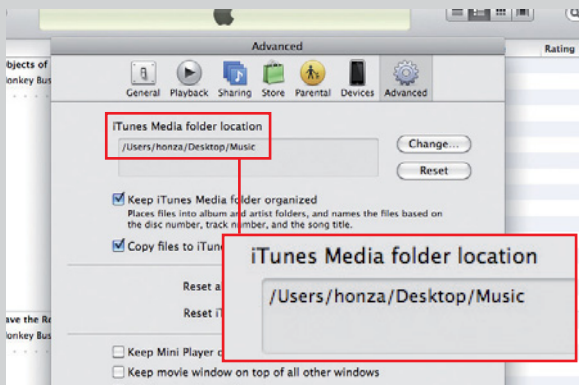 Advanced
Rating
bjects of
onkey Bus
General Playback Sharing Store Parental Devices Advanced
iTunes Media folder location
/Users/honza/Desktop/Music
Change...
Reset
Keep iTunes Media folder organized
Places files into album and artist folders, and names the files based on
the disc number, track number, and the song title.
Copy files to iTun
iTunes Media folder location
/Users/honza/Desktop/Music
Reset a
Reset i
ave the Ro
onkey Bus
Keep Mini Player o
Keep movie window on top of all other windows